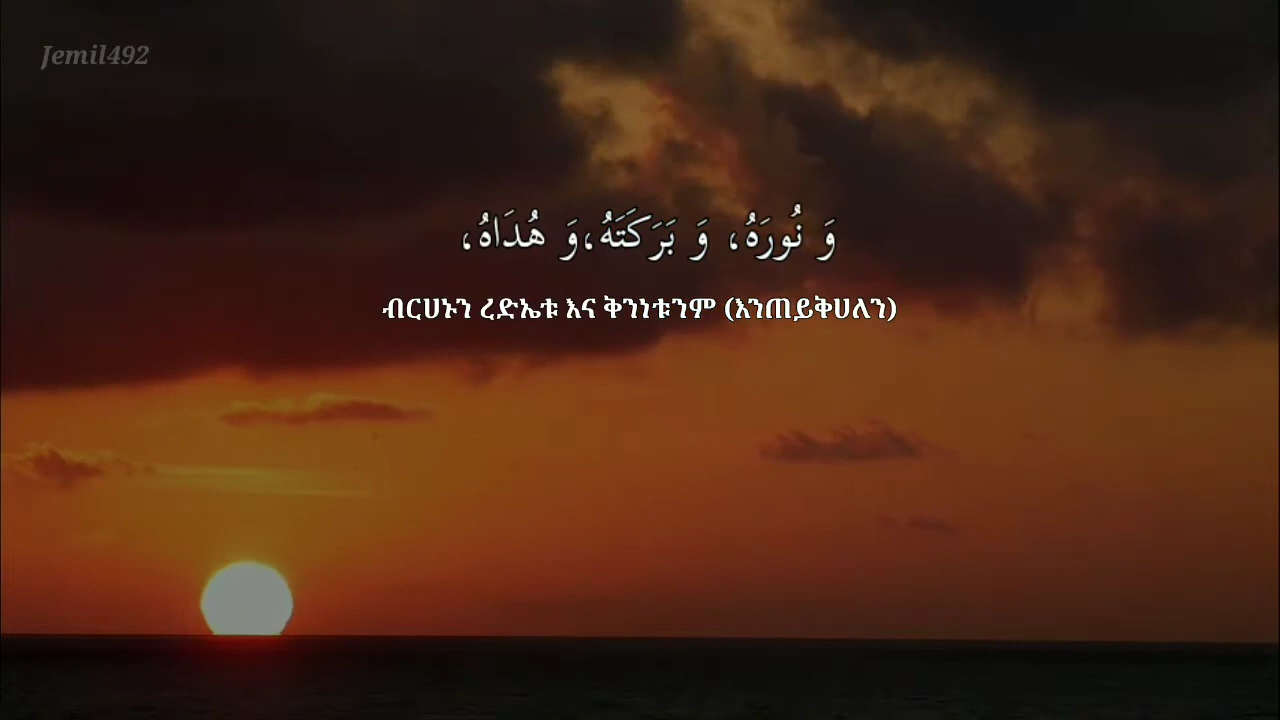 Jemil492
وَ نُورَهُ، وَ بَرَكَتَهُ،وَ هُدَاهُ،
ብርሀኑን ረድኤቱ እና ቅንነቱንም (እንጠይቅሀለን)